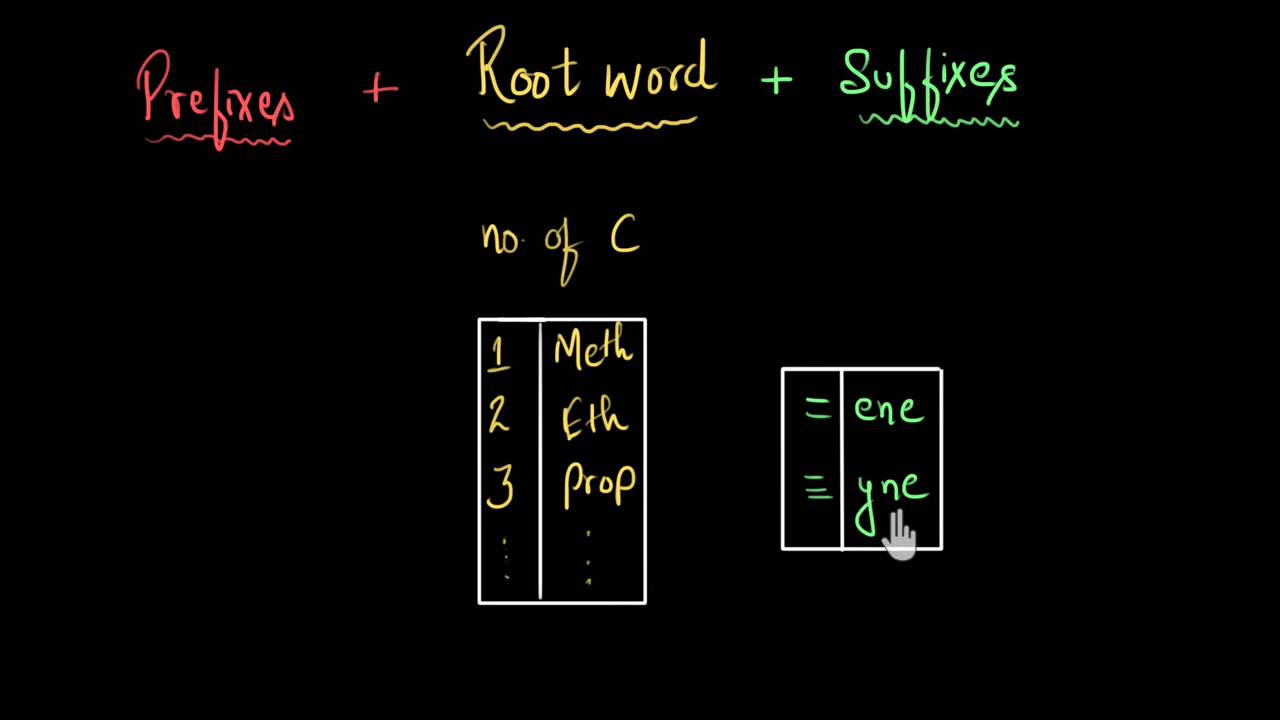 Prefixes + Root word + Suffixes
no. of C
1 Meth
2 Eth
3 Prop
= ene
≡ yne